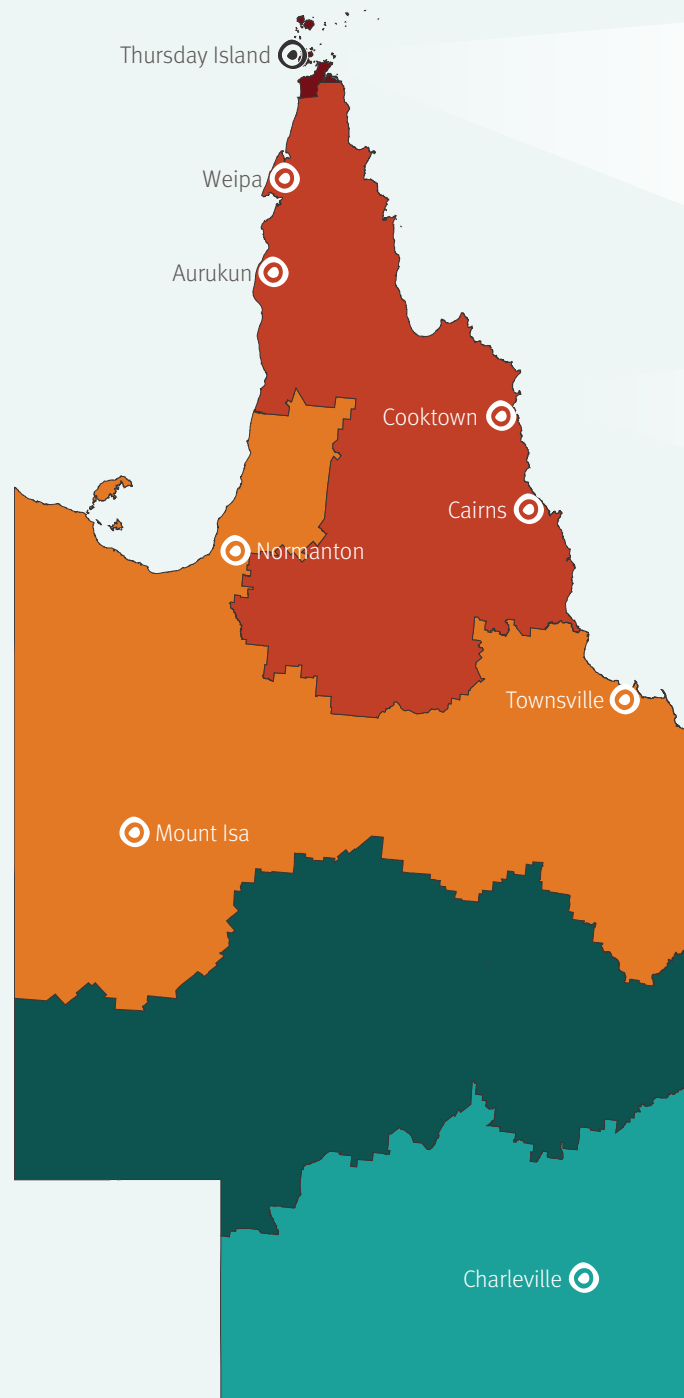 Thursday Island
Weipa
Aurukun
Cooktown
Cairns
Normanton
Townsville
Mount Isa
Charleville